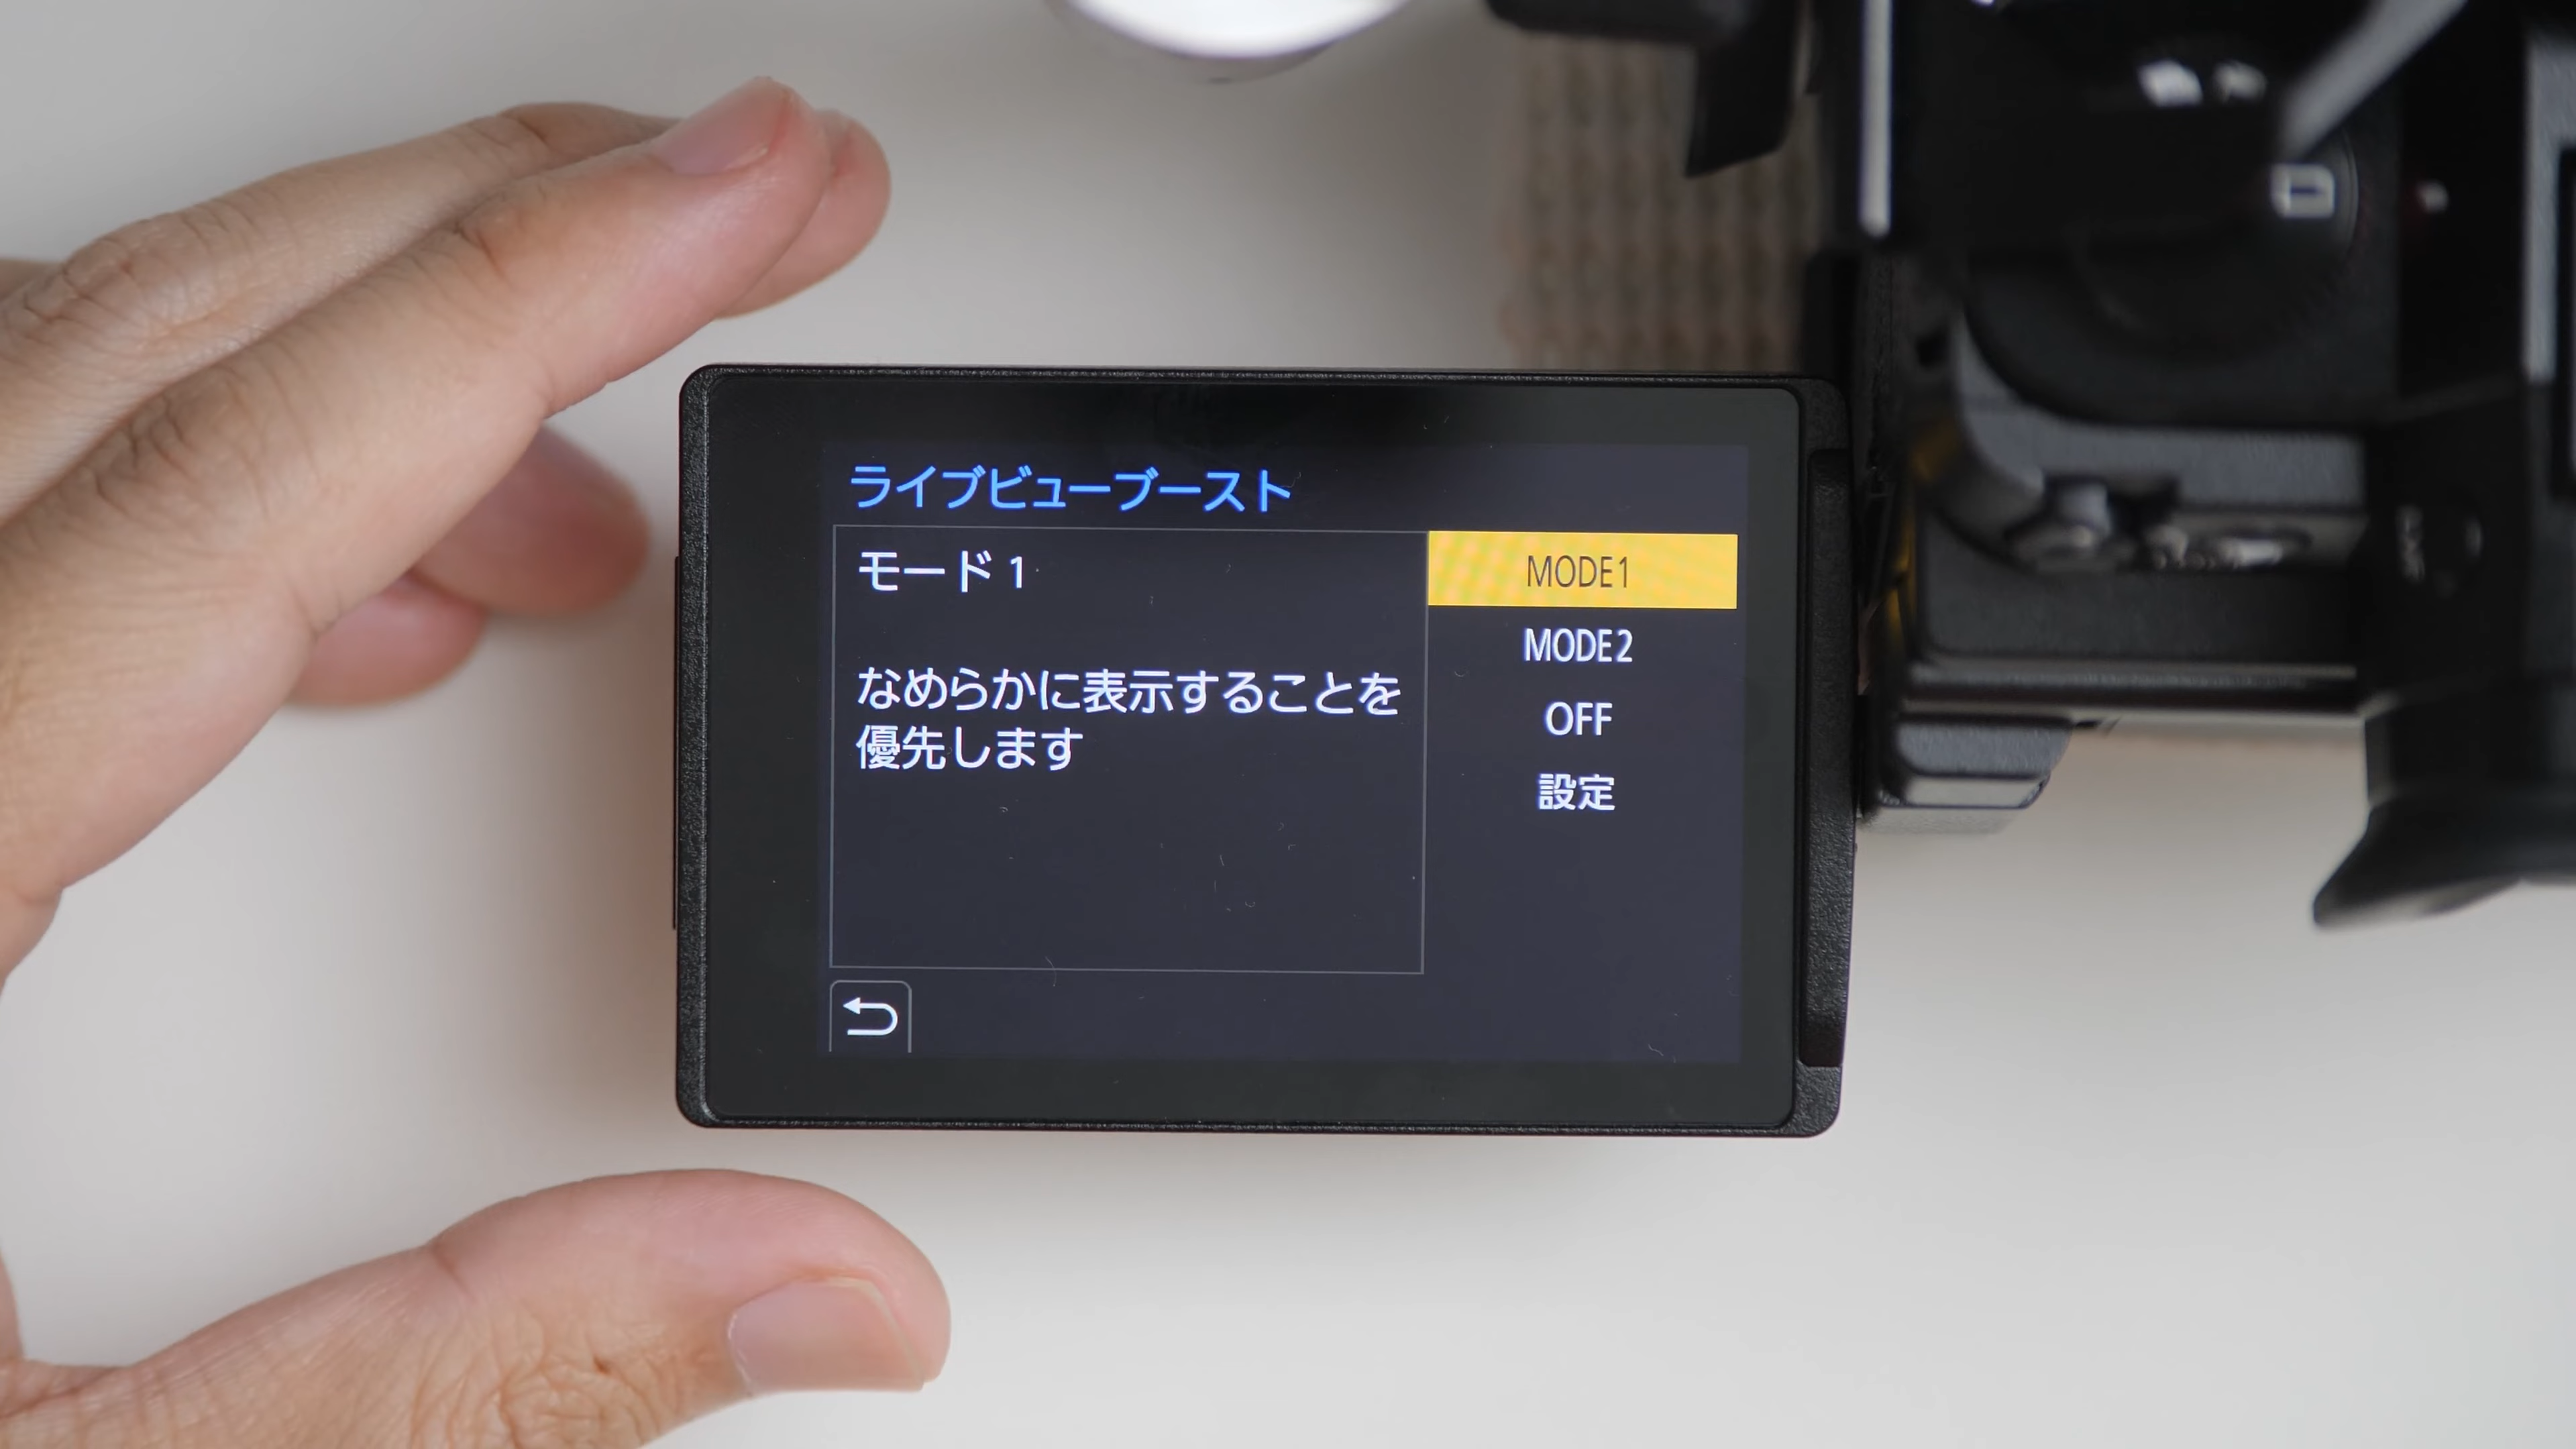 ライブビューブースト
モード1
なめらかに表示することを
優先します
MODE1
MODE2
OFF
設定